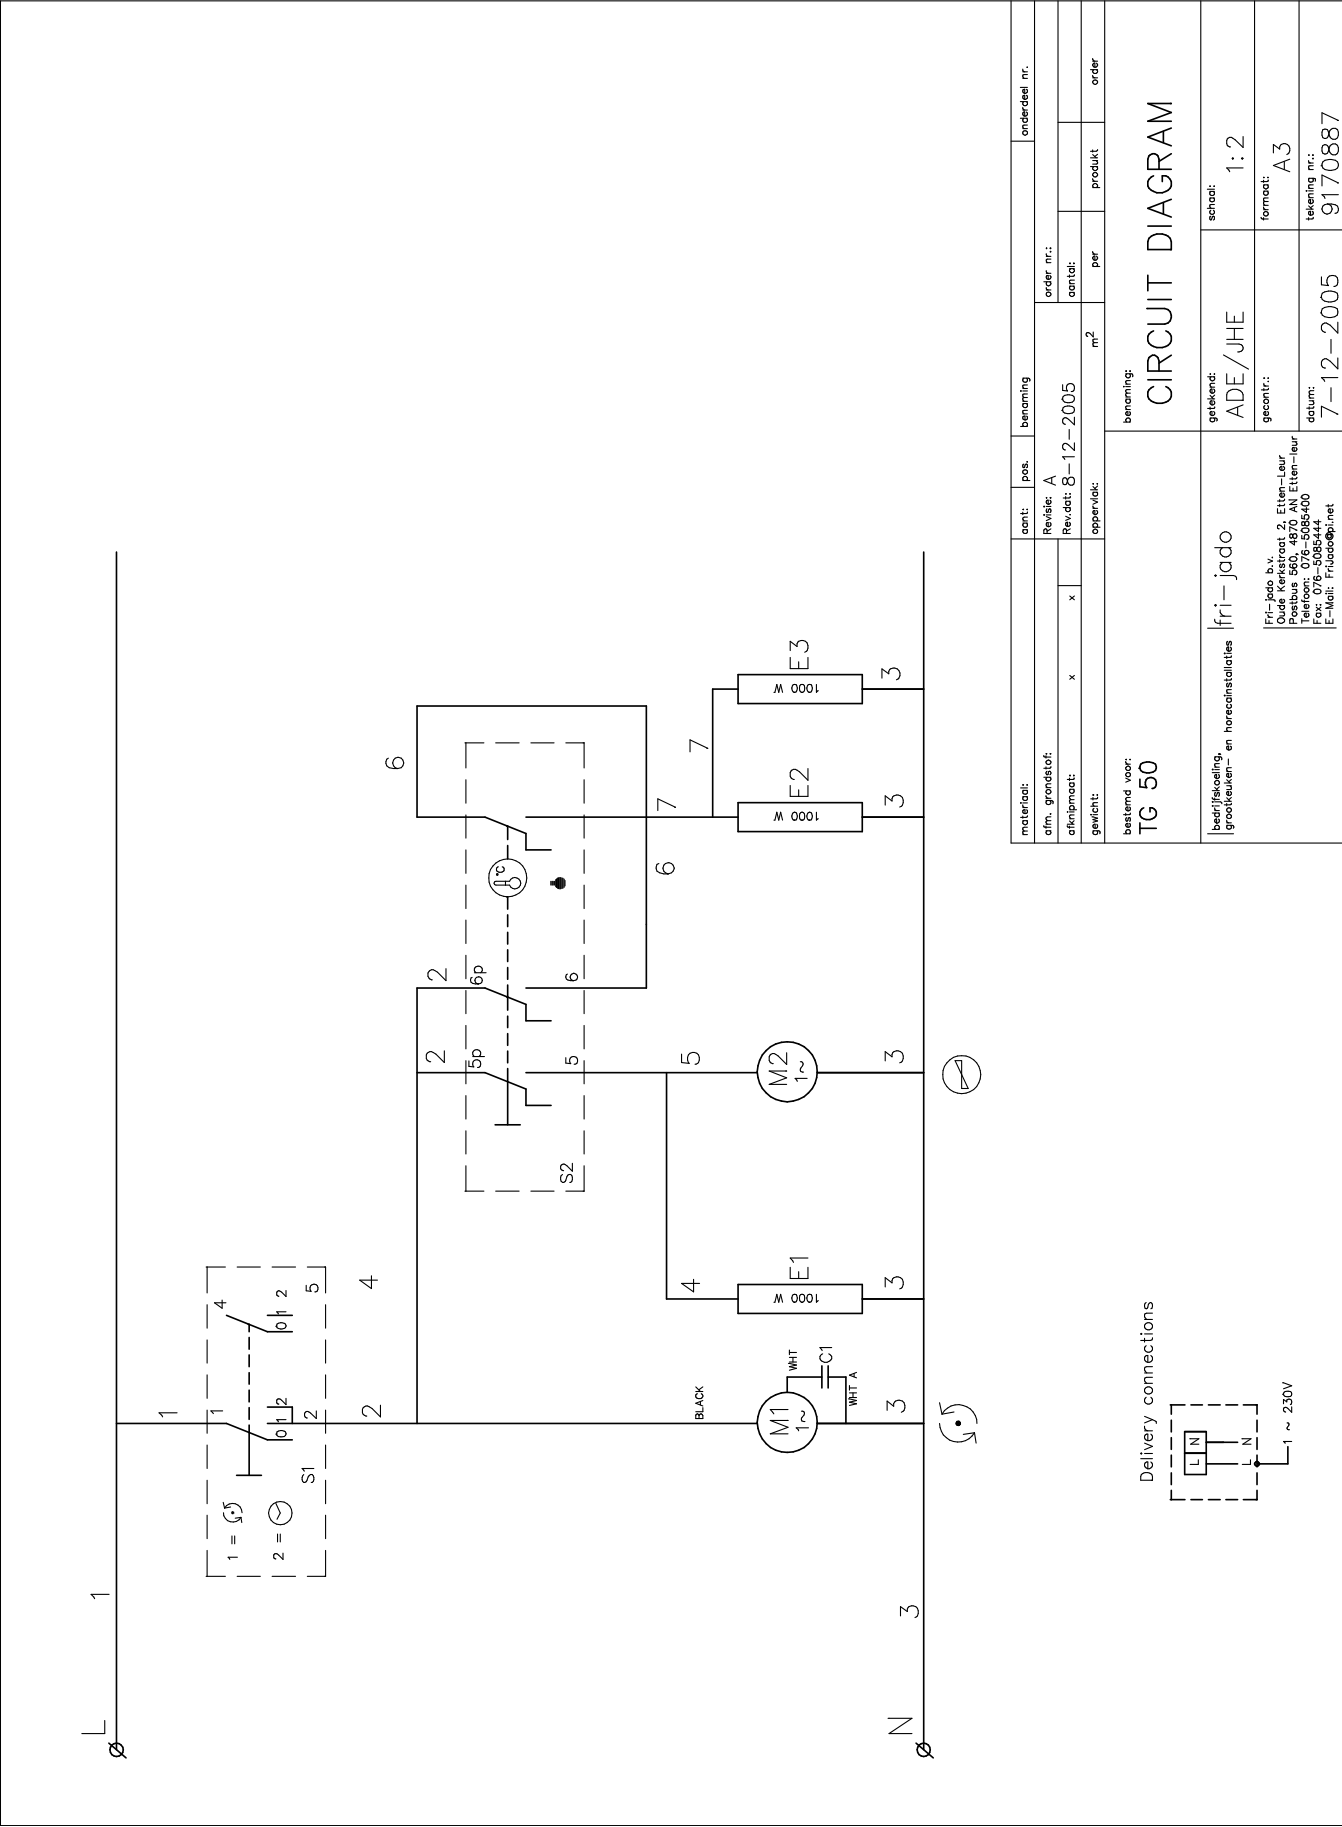 L
1
1
1
4
0 1 2
0 1 2
5
2
S1
1 =
2 =
2
4
2
2
5p
6p
5
6
S2
°C
6
6
7
7
5
4
BLACK
M1
1~
WHT
C1
WHT A
E1
1000 W
M2
1~
E2
1000 W
E3
1000 W
3
3
3
3
3
N
3
Delivery connections
L N
L N
1 ~ 230V
materiaal:
aant:
pos.
benaming
onderdeel nr.
afm. grondstof:
Revisie: A
order nr.:
afknipmaat:
x
x
Rev.dat: 8-12-2005
aantal:
gewicht:
oppervlak:
m2
per
produkt
order
bestemd voor:
TG 50
benaming:
CIRCUIT DIAGRAM
bedrijfskoeling,
grootkeuken- en horecainstallaties
fri-jado
Fri-jado b.v.
Oude Kerkstraat 2, Etten-Leur
Postbus 560, 4870 AN Etten-leur
Telefoon: 076-5085400
Fax: 076-5085444
E-Mail: FriJado@pi.net
getekend:
ADE/JHE
schaal:
1:2
gecontr.:
formaat:
A3
datum:
7-12-2005
tekening nr.:
9170887